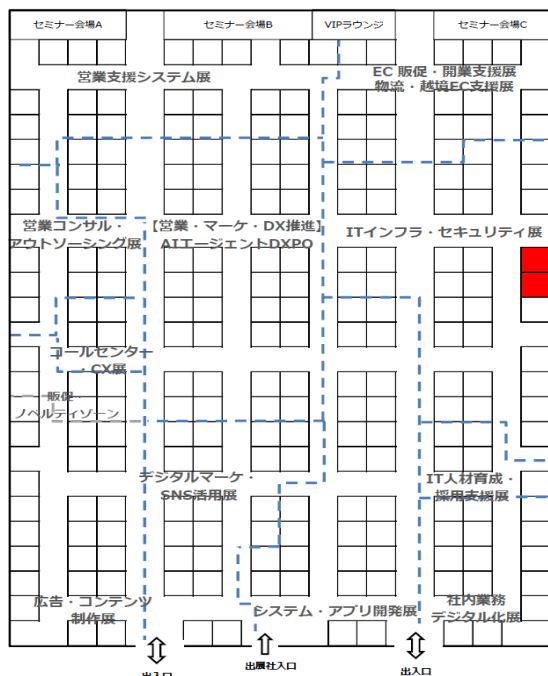 セミナー会場A
セミナー会場B
VIPラウンジ
セミナー会場C
営業支援システム展
EC 販促・開業支援展
物流・越境EC支援展
営業コンサル・
アウトソーシング展
【営業・マーケ・DX推進】
AIエージェントDXPO
ITインフラ・セキュリティ展
コールセンター
・CX展
販促・
ノベルティゾーン
デジタルマーケ・
SNS活用展
IT人材育成・
採用支援展
広告・コンテンツ
制作展
システム・アプリ開発展
社内業務
デジタル化展
出入口
出展社入口
出入口